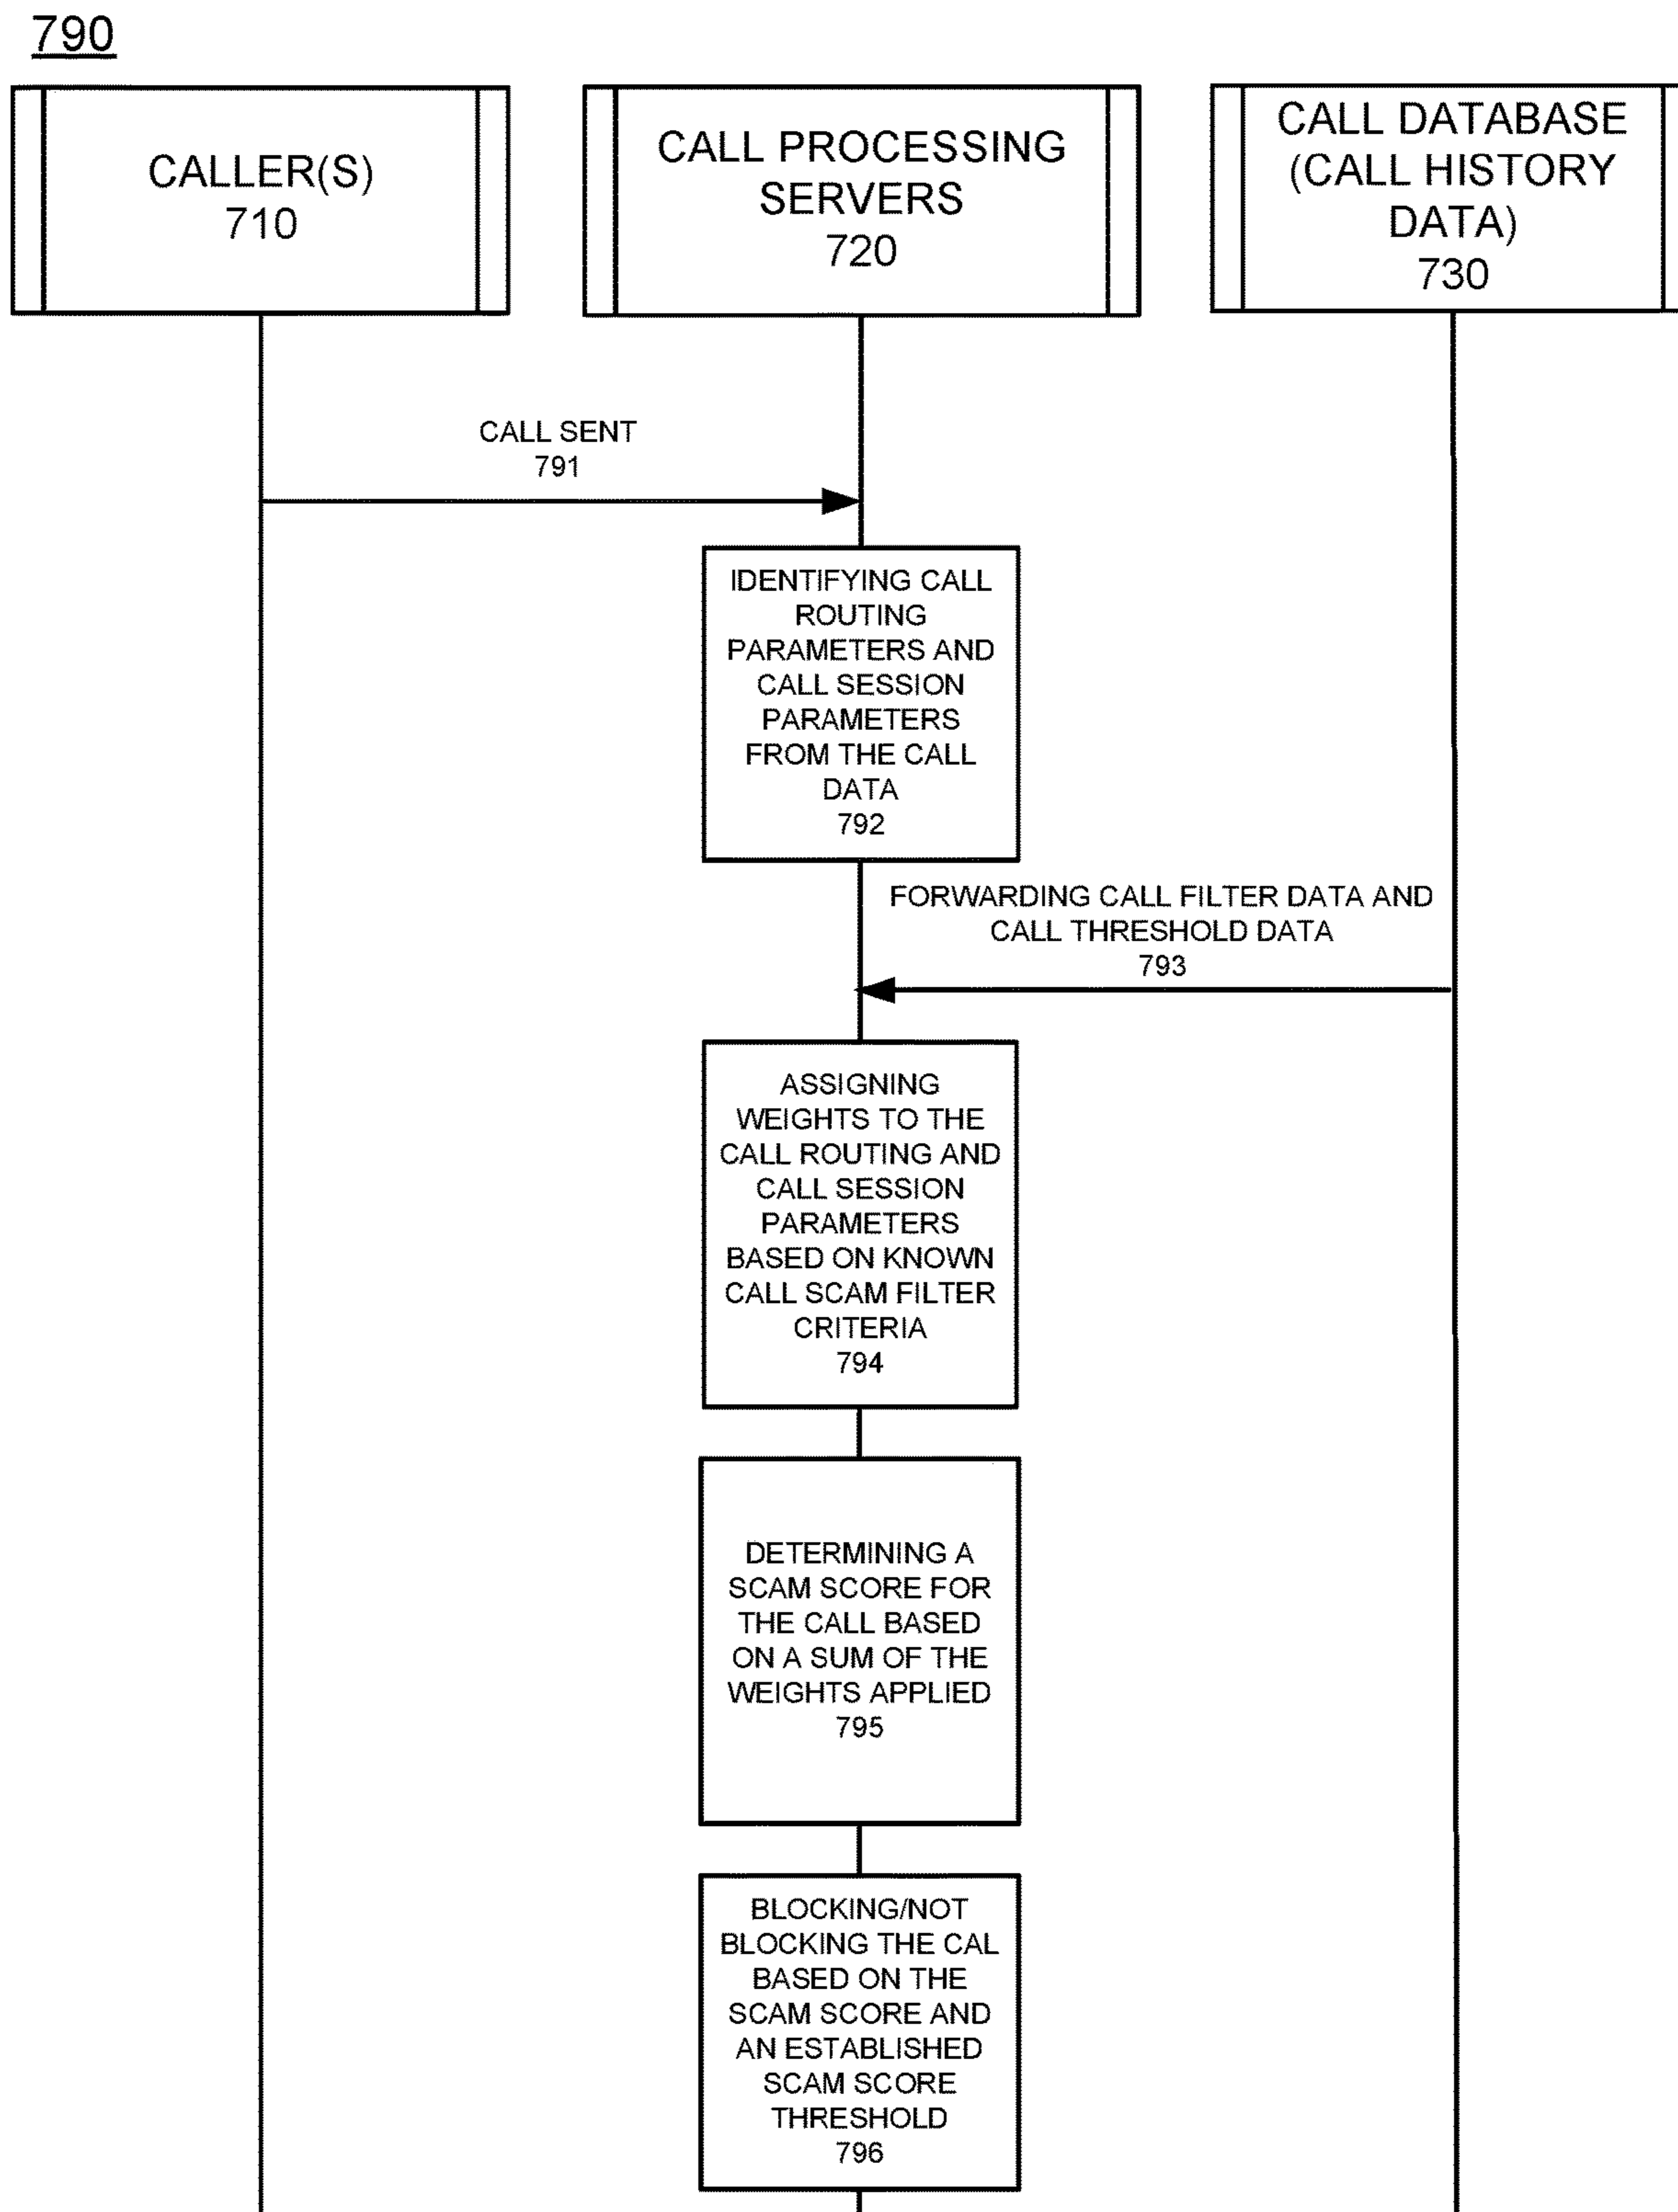 790
CALLER(S)
710
CALL PROCESSING
SERVERS
720
CALL DATABASE
(CALL HISTORY
DATA)
730
CALL SENT
791
IDENTIFYING CALL
ROUTING
PARAMETERS AND
CALL SESSION
PARAMETERS
FROM THE CALL
DATA
792
FORWARDING CALL FILTER DATA AND
CALL THRESHOLD DATA
793
ASSIGNING
WEIGHTS TO THE
CALL ROUTING AND
CALL SESSION
PARAMETERS
BASED ON KNOWN
CALL SCAM FILTER
CRITERIA
794
DETERMINING A
SCAM SCORE FOR
THE CALL BASED
ON A SUM OF THE
WEIGHTS APPLIED
795
BLOCKING/NOT
BLOCKING THE CAL
BASED ON THE
SCAM SCORE AND
AN ESTABLISHED
SCAM SCORE
THRESHOLD
796